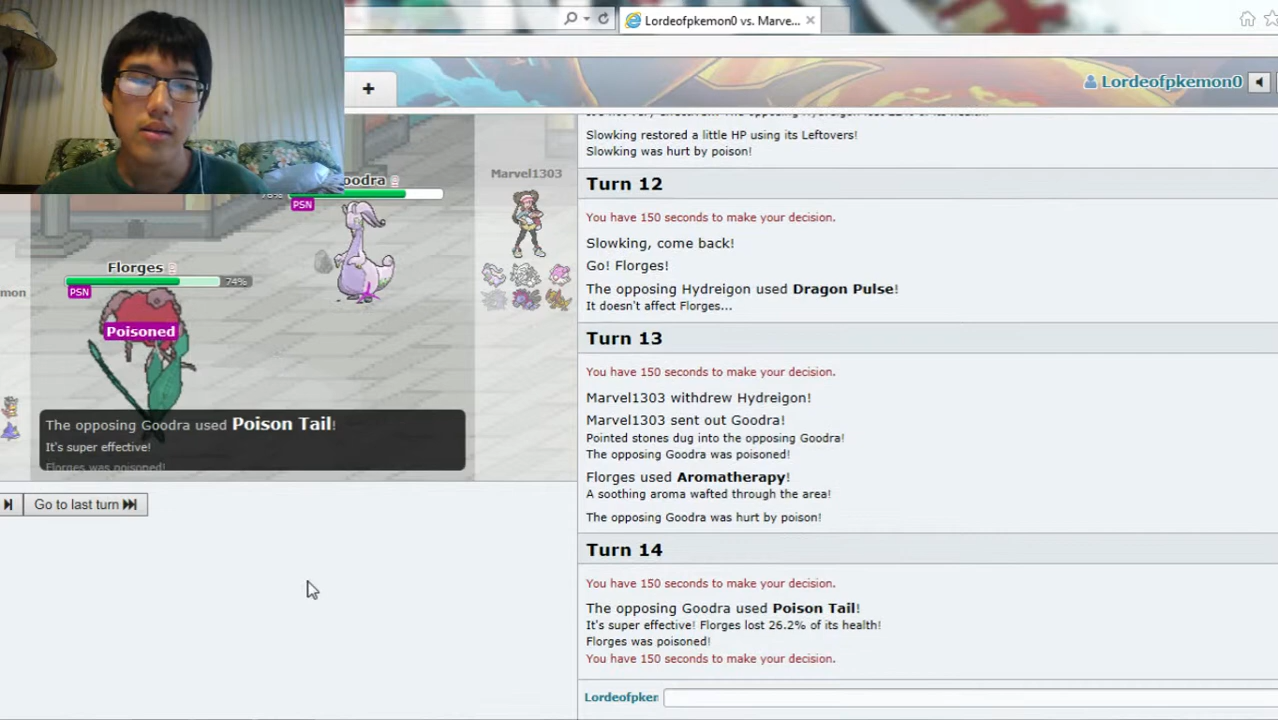 Lordeofpkemon0 vs. Marve...
+
Lordeofpkemon0
Slowking restored a little HP using its Leftovers!
Slowking was hurt by poison!
Turn 12
You have 150 seconds to make your decision.
Slowking, come back!
Go! Florges!
The opposing Hydreigon used Dragon Pulse!
It doesn't affect Florges...
Turn 13
You have 150 seconds to make your decision.
Marvel1303 withdrew Hydreigon!
Marvel1303 sent out Goodra!
Pointed stones dug into the opposing Goodra!
The opposing Goodra was poisoned!
Florges used Aromatherapy!
A soothing aroma wafted through the area!
The opposing Goodra was hurt by poison!
Turn 14
You have 150 seconds to make your decision.
The opposing Goodra used Poison Tail!
It's super effective! Florges lost 26.2% of its health!
Florges was poisoned!
You have 150 seconds to make your decision.
Lordeofpkem
Marvel1303
oodra
PSN
Florges
74%
PSN
mon
Poisoned
The opposing Goodra used Poison Tail!
It's super effective!
Florges was poisoned!
Go to last turn